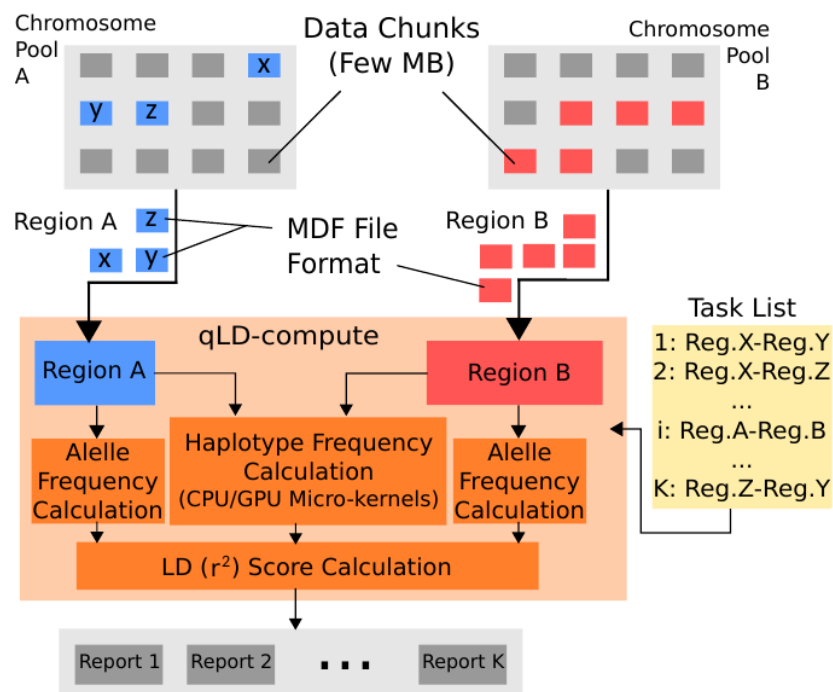 Chromosome
Pool
A
x
y
z
Data Chunks
(Few MB)
Chromosome
Pool
B
Region A
z
x
y
MDF File
Format
Region B
qLD-compute
Region A
Region B
Alelle
Frequency
Calculation
Haplotype Frequency
Calculation
(CPU/GPU Micro-kernels)
Alelle
Frequency
Calculation
LD (r²) Score Calculation
Task List
1: Reg.X-Reg.Y
2: Reg.X-Reg.Z
...
i: Reg.A-Reg.B
...
K: Reg.Z-Reg.Y
Report 1
Report 2
...
Report K